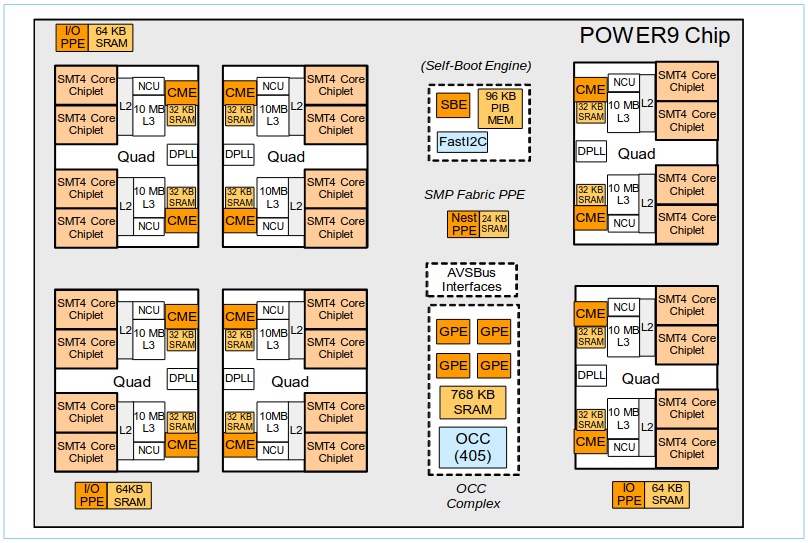 POWER9 Chip
I/O
PPE
64 KB
SRAM
SMT4 Core
Chiplet
SMT4 Core
Chiplet
L2
NCU
10 MB
L3
CME
32 KB
SRAM
Quad
DPLL
SMT4 Core
Chiplet
SMT4 Core
Chiplet
L2
10 MB
L3
NCU
32 KB
SRAM
CME
CME
32 KB
SRAM
NCU
10MB
L3
L2
SMT4 Core
Chiplet
SMT4 Core
Chiplet
DPLL
Quad
32 KB
SRAM
CME
10MB
L3
NCU
L2
SMT4 Core
Chiplet
SMT4 Core
Chiplet
(Self-Boot Engine)
SBE
96 KB
PIB
MEM
FastI2C
SMP Fabric PPE
Nest
PPE
24 KB
SRAM
CME
32 KB
SRAM
NCU
10 MB
L3
L2
SMT4 Core
Chiplet
SMT4 Core
Chiplet
DPLL
Quad
32 KB
SRAM
CME
10 MB
L3
NCU
L2
SMT4 Core
Chiplet
SMT4 Core
Chiplet
SMT4 Core
Chiplet
SMT4 Core
Chiplet
L2
NCU
10 MB
L3
CME
32 KB
SRAM
Quad
DPLL
SMT4 Core
Chiplet
SMT4 Core
Chiplet
L2
10 MB
L3
NCU
32 KB
SRAM
CME
CME
32 KB
SRAM
NCU
10MB
L3
L2
SMT4 Core
Chiplet
SMT4 Core
Chiplet
DPLL
Quad
32 KB
SRAM
CME
10MB
L3
NCU
L2
SMT4 Core
Chiplet
SMT4 Core
Chiplet
AVSBus
Interfaces
GPE
GPE
GPE
GPE
768 KB
SRAM
OCC
(405)
OCC
Complex
CME
32 KB
SRAM
NCU
10 MB
L3
L2
SMT4 Core
Chiplet
SMT4 Core
Chiplet
DPLL
Quad
32 KB
SRAM
CME
10 MB
L3
NCU
L2
SMT4 Core
Chiplet
SMT4 Core
Chiplet
I/O
PPE
64KB
SRAM
IO
PPE
64 KB
SRAM